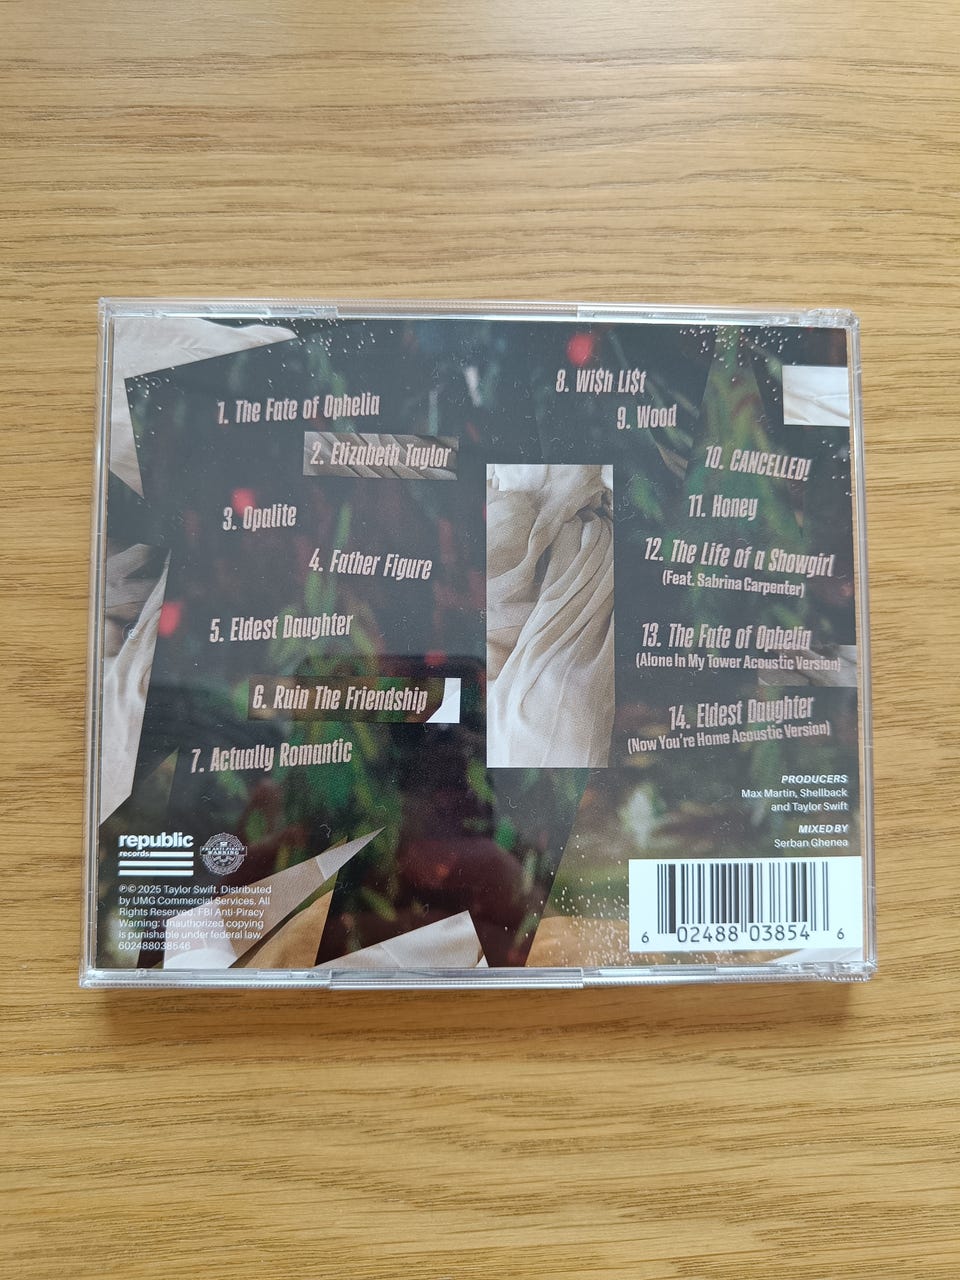 1. The Fate of Ophelia
2. Elizabeth Taylor
3. Opalite
4. Father Figure
5. Eldest Daughter
6. Ruin The Friendship
7. Actually Romantic
8. Wi$h Li$t
9. Wood
10. CANCELLED!
11. Honey
12. The Life of a Showgirl
(Feat. Sabrina Carpenter)
13. The Fate of Ophelia
(Alone In My Tower Acoustic Version)
14. Eldest Daughter
(Now You're Home Acoustic Version)
PRODUCERS
Max Martin, Shellback
and Taylor Swift
MIXED BY
Serban Ghenea
republic
records
FBI ANTI-PIRACY
WARNING
℗© 2025 Taylor Swift. Distributed
by UMG Commercial Services. All
Rights Reserved. FBI Anti-Piracy
Warning: Unauthorized copying
is punishable under federal law.
602488038546
6 02488 03854 6